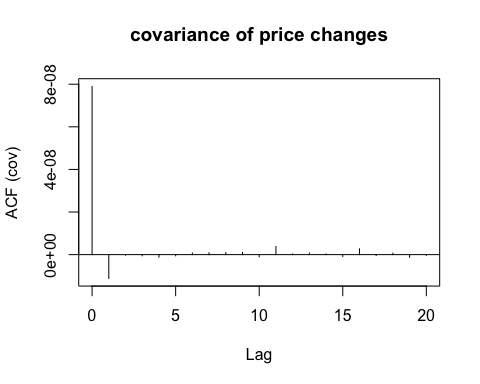 covariance of price changes
ACF (cov)
8e-08
4e-08
0e+00
0 5 10 15 20
Lag